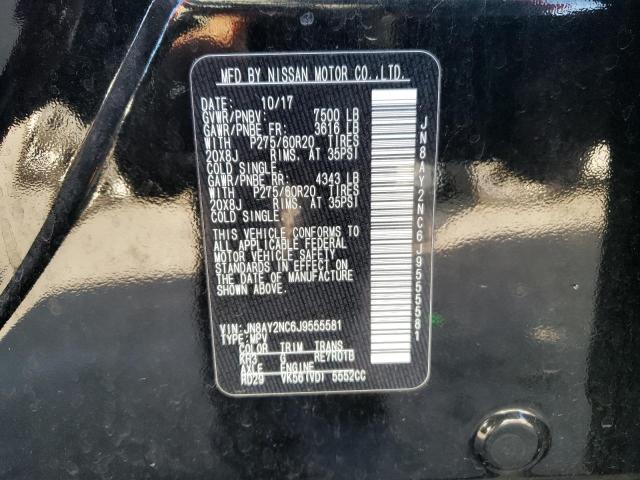 MFD BY NISSAN MOTOR CO.,LTD.
DATE: 10/17
GVWR/PNBV: 7500 LB
GAWR/PNBE FR: 3616 LB
WITH P275/60R20 TIRES
20X8J RIMS, AT 35PSI
COLD SINGLE
GAWR/PNBE RR: 4343 LB
WITH P275/60R20 TIRES
20X8J RIMS, AT 35PSI
COLD SINGLE
THIS VEHICLE CONFORMS TO
ALL APPLICABLE FEDERAL
MOTOR VEHICLE SAFETY
STANDARDS IN EFFECT ON
THE DATE OF MANUFACTURE
SHOWN ABOVE.
VIN: JN8AY2NC6J9555581
TYPE: MPV
COLOR TRIM TRANS
KH3 G RE7R01B
AXLE ENGINE
RD29 VK56(VD) 5552CC
JN8AY2NC6J9555581